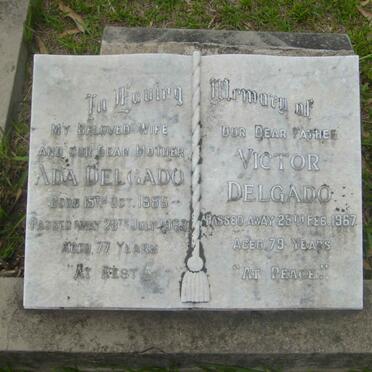 In Loving Memory of
My Beloved Wife
And Our Dear Mother
Ada Delgado
Born 15th Oct.
Passed away 28th July
Aged 77 Years
"At Rest"
Our Dear Father
Victor
Delgado
Passed away 25th Feb. 1967
Aged 79 Years
"At Peace"